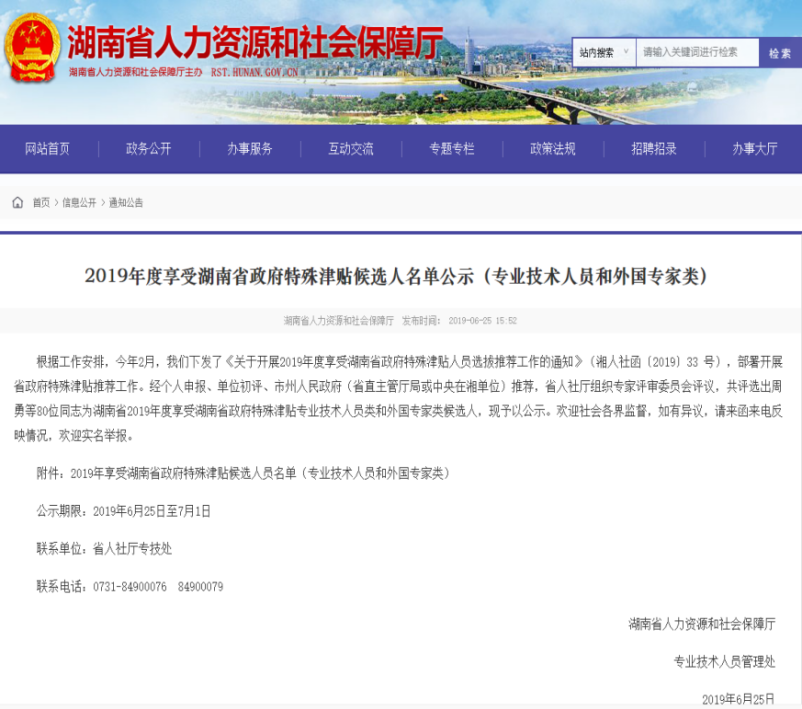 湖南省人力资源和社会保障厅
湖南省人力资源和社会保障厅主办 RST.HUNAN.GOV.CN
站内搜索 请输入关键词进行检索 检索
网站首页 政务公开 办事服务 互动交流 专题专栏 政策法规 招聘招录 办事大厅
首页 > 信息公开 > 通知公告
2019年度享受湖南省政府特殊津贴候选人名单公示（专业技术人员和外国专家类）
湖南省人力资源和社会保障厅 发布时间： 2019-06-25 15:52
根据工作安排，今年2月，我们下发了《关于开展2019年度享受湖南省政府特殊津贴人员选拔推荐工作的通知》（湘人社函〔2019〕33 号），部署开展
省政府特殊津贴推荐工作。经个人申报、单位初评、市州人民政府（省直主管厅局或中央在湘单位）推荐，省人社厅组织专家评审委员会评议，共评选出周
勇等80位同志为湖南省2019年度享受湖南省政府特殊津贴专业技术人员类和外国专家类候选人，现予以公示。欢迎社会各界监督，如有异议，请来函来电反
映情况，欢迎实名举报。
附件：2019年享受湖南省政府特殊津贴候选人员名单（专业技术人员和外国专家类）
公示期限：2019年6月25日至7月1日
联系单位：省人社厅专技处
联系电话：0731-84900076 84900079
湖南省人力资源和社会保障厅
专业技术人员管理处
2019年6月25日